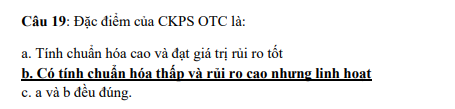 Câu 19: Đặc điểm của CKPS OTC là:
a. Tính chuẩn hóa cao và đạt giá trị rủi ro tốt
b. Có tính chuẩn hóa thấp và rủi ro cao nhưng linh hoạt
c. a và b đều đúng.